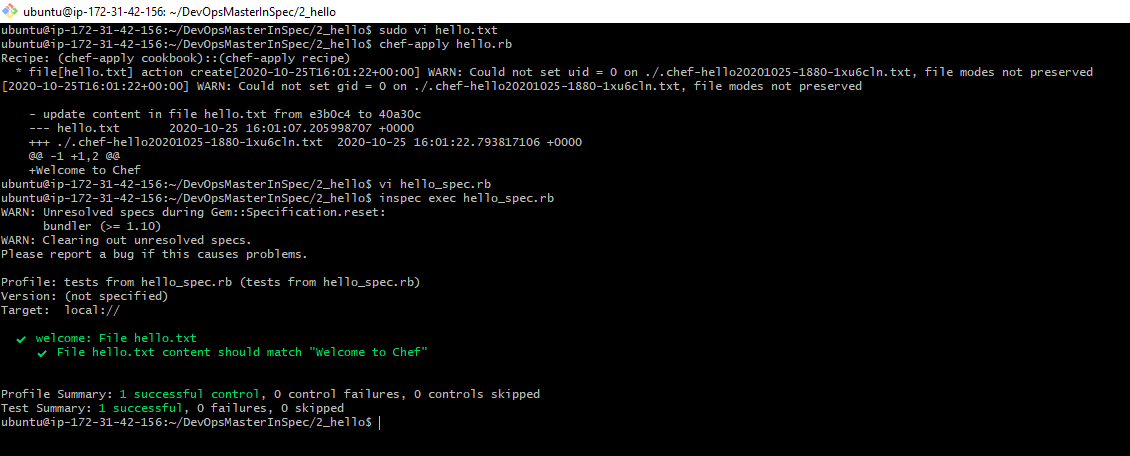 ubuntu@ip-172-31-42-156: ~/DevOpsMasterInSpec/2_hello
ubuntu@ip-172-31-42-156:~/DevOpsMasterInSpec/2_hello$ sudo vi hello.txt
ubuntu@ip-172-31-42-156:~/DevOpsMasterInSpec/2_hello$ chef-apply hello.rb
Recipe: (chef-apply cookbook)::(chef-apply recipe)
  * file[hello.txt] action create[2020-10-25T16:01:22+00:00] WARN: Could not set uid = 0 on ./.chef-hello20201025-1880-1xu6cln.txt, file modes not preserved
[2020-10-25T16:01:22+00:00] WARN: Could not set gid = 0 on ./.chef-hello20201025-1880-1xu6cln.txt, file modes not preserved
    - update content in file hello.txt from e3b0c4 to 40a30c
    --- hello.txt       2020-10-25 16:01:07.205998707 +0000
    +++ ./.chef-hello20201025-1880-1xu6cln.txt  2020-10-25 16:01:22.793817106 +0000
    @@ -1 +1,2 @@
    +Welcome to Chef
ubuntu@ip-172-31-42-156:~/DevOpsMasterInSpec/2_hello$ vi hello_spec.rb
ubuntu@ip-172-31-42-156:~/DevOpsMasterInSpec/2_hello$ inspec exec hello_spec.rb
WARN: Unresolved specs during Gem::Specification.reset:
      bundler (>= 1.10)
WARN: Clearing out unresolved specs.
Please report a bug if this causes problems.
Profile: tests from hello_spec.rb (tests from hello_spec.rb)
Version: (not specified)
Target:  local://
  ✔  welcome: File hello.txt
     ✔  File hello.txt content should match "Welcome to Chef"
Profile Summary: 1 successful control, 0 control failures, 0 controls skipped
Test Summary: 1 successful, 0 failures, 0 skipped
ubuntu@ip-172-31-42-156:~/DevOpsMasterInSpec/2_hello$